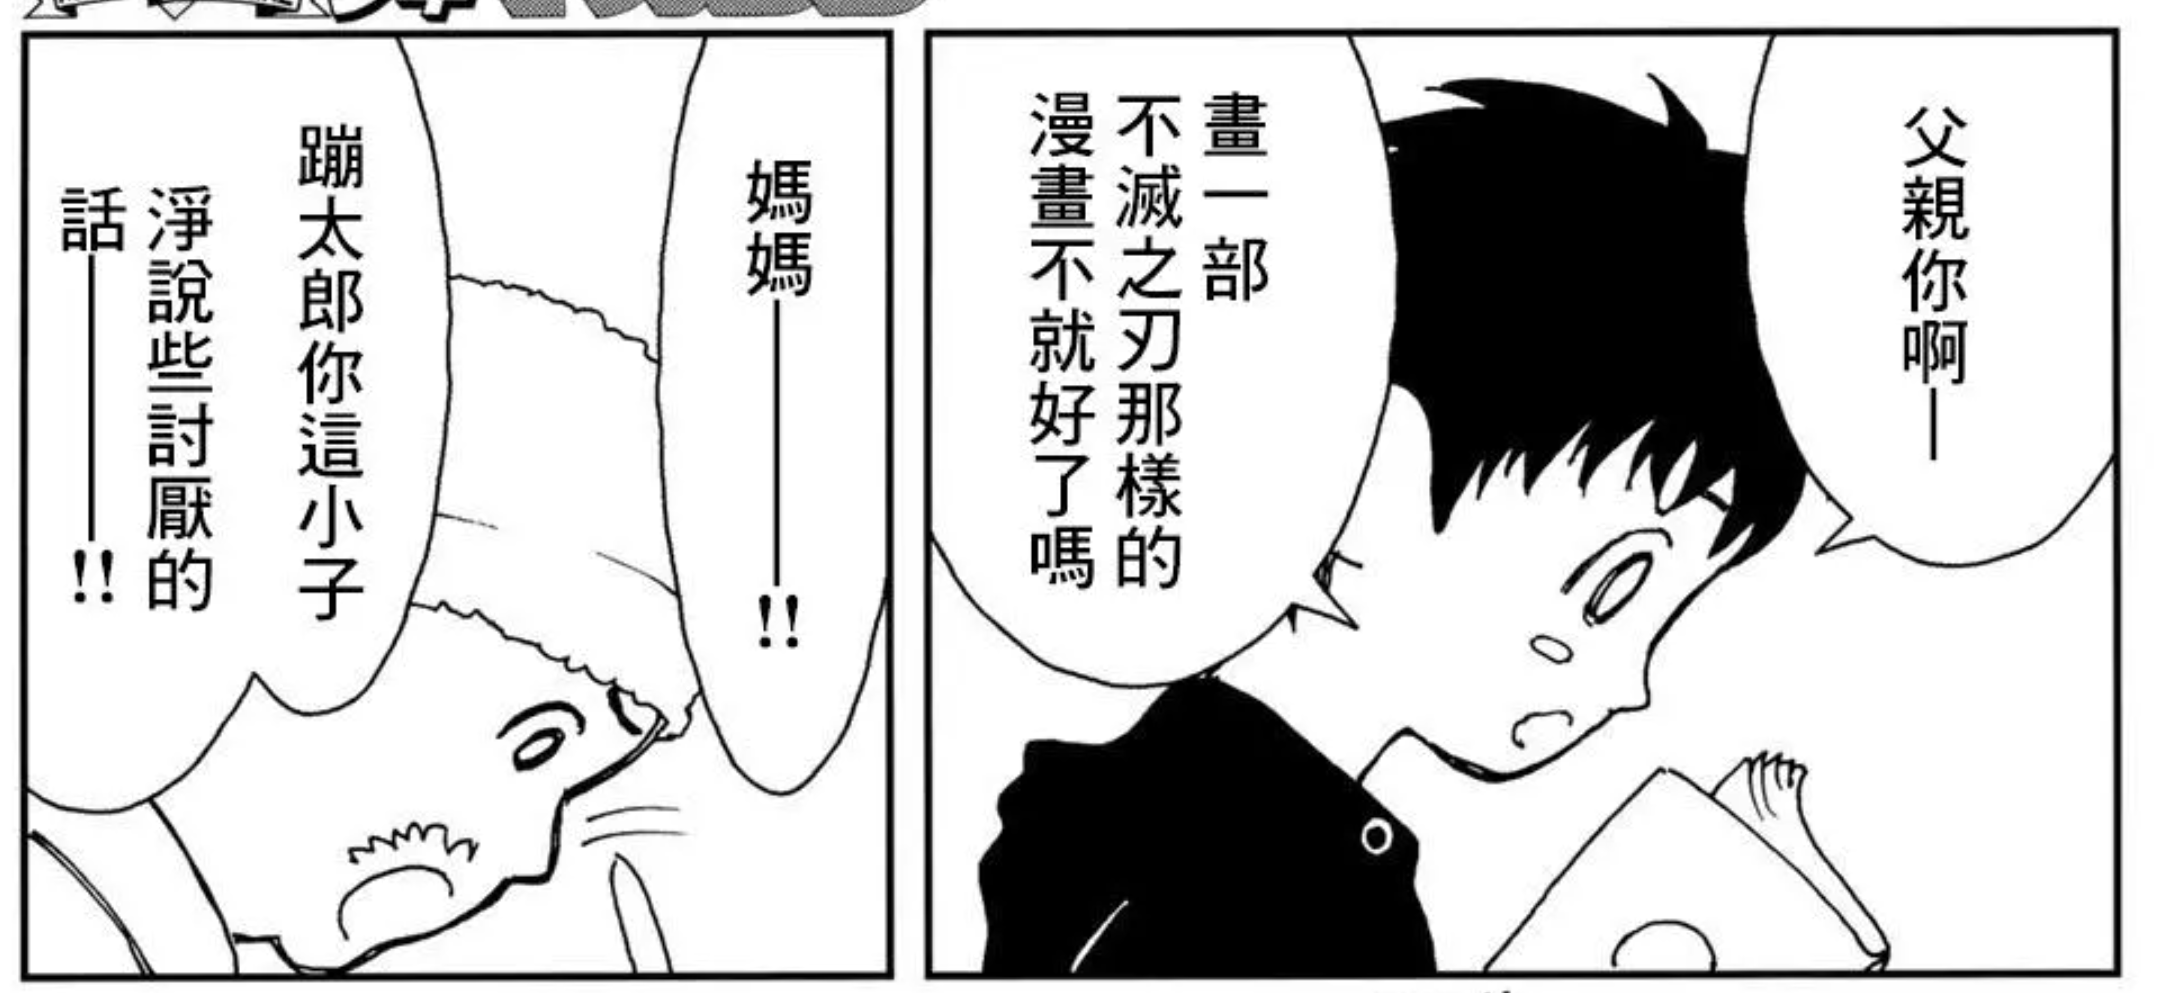 父親你啊—
畫一部
不滅之刃那樣的
漫畫不就好了嗎
媽媽———!!
蹦太郎你這小子
淨說些討厭的
話———!!